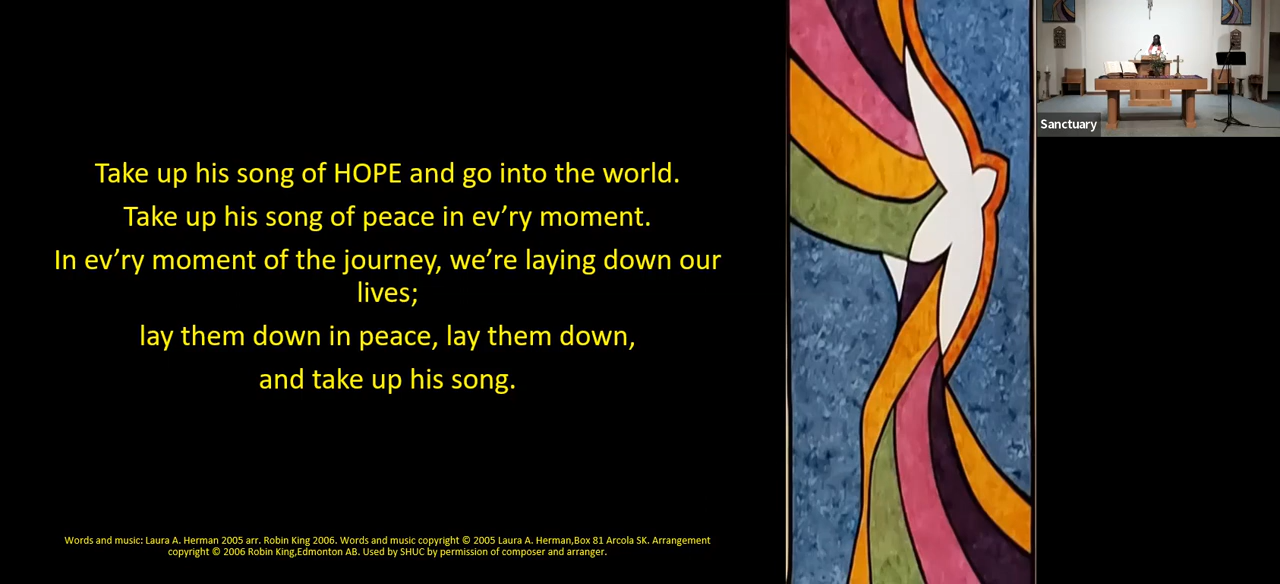 Take up his song of HOPE and go into the world.
Take up his song of peace in ev’ry moment.
In ev’ry moment of the journey, we’re laying down our
lives;
lay them down in peace, lay them down,
and take up his song.
Words and music: Laura A. Herman 2005 arr. Robin King 2006. Words and music copyright © 2005 Laura A. Herman,Box 81 Arcola SK. Arrangement
copyright © 2006 Robin King,Edmonton AB. Used by SHUC by permission of composer and arranger.
Sanctuary